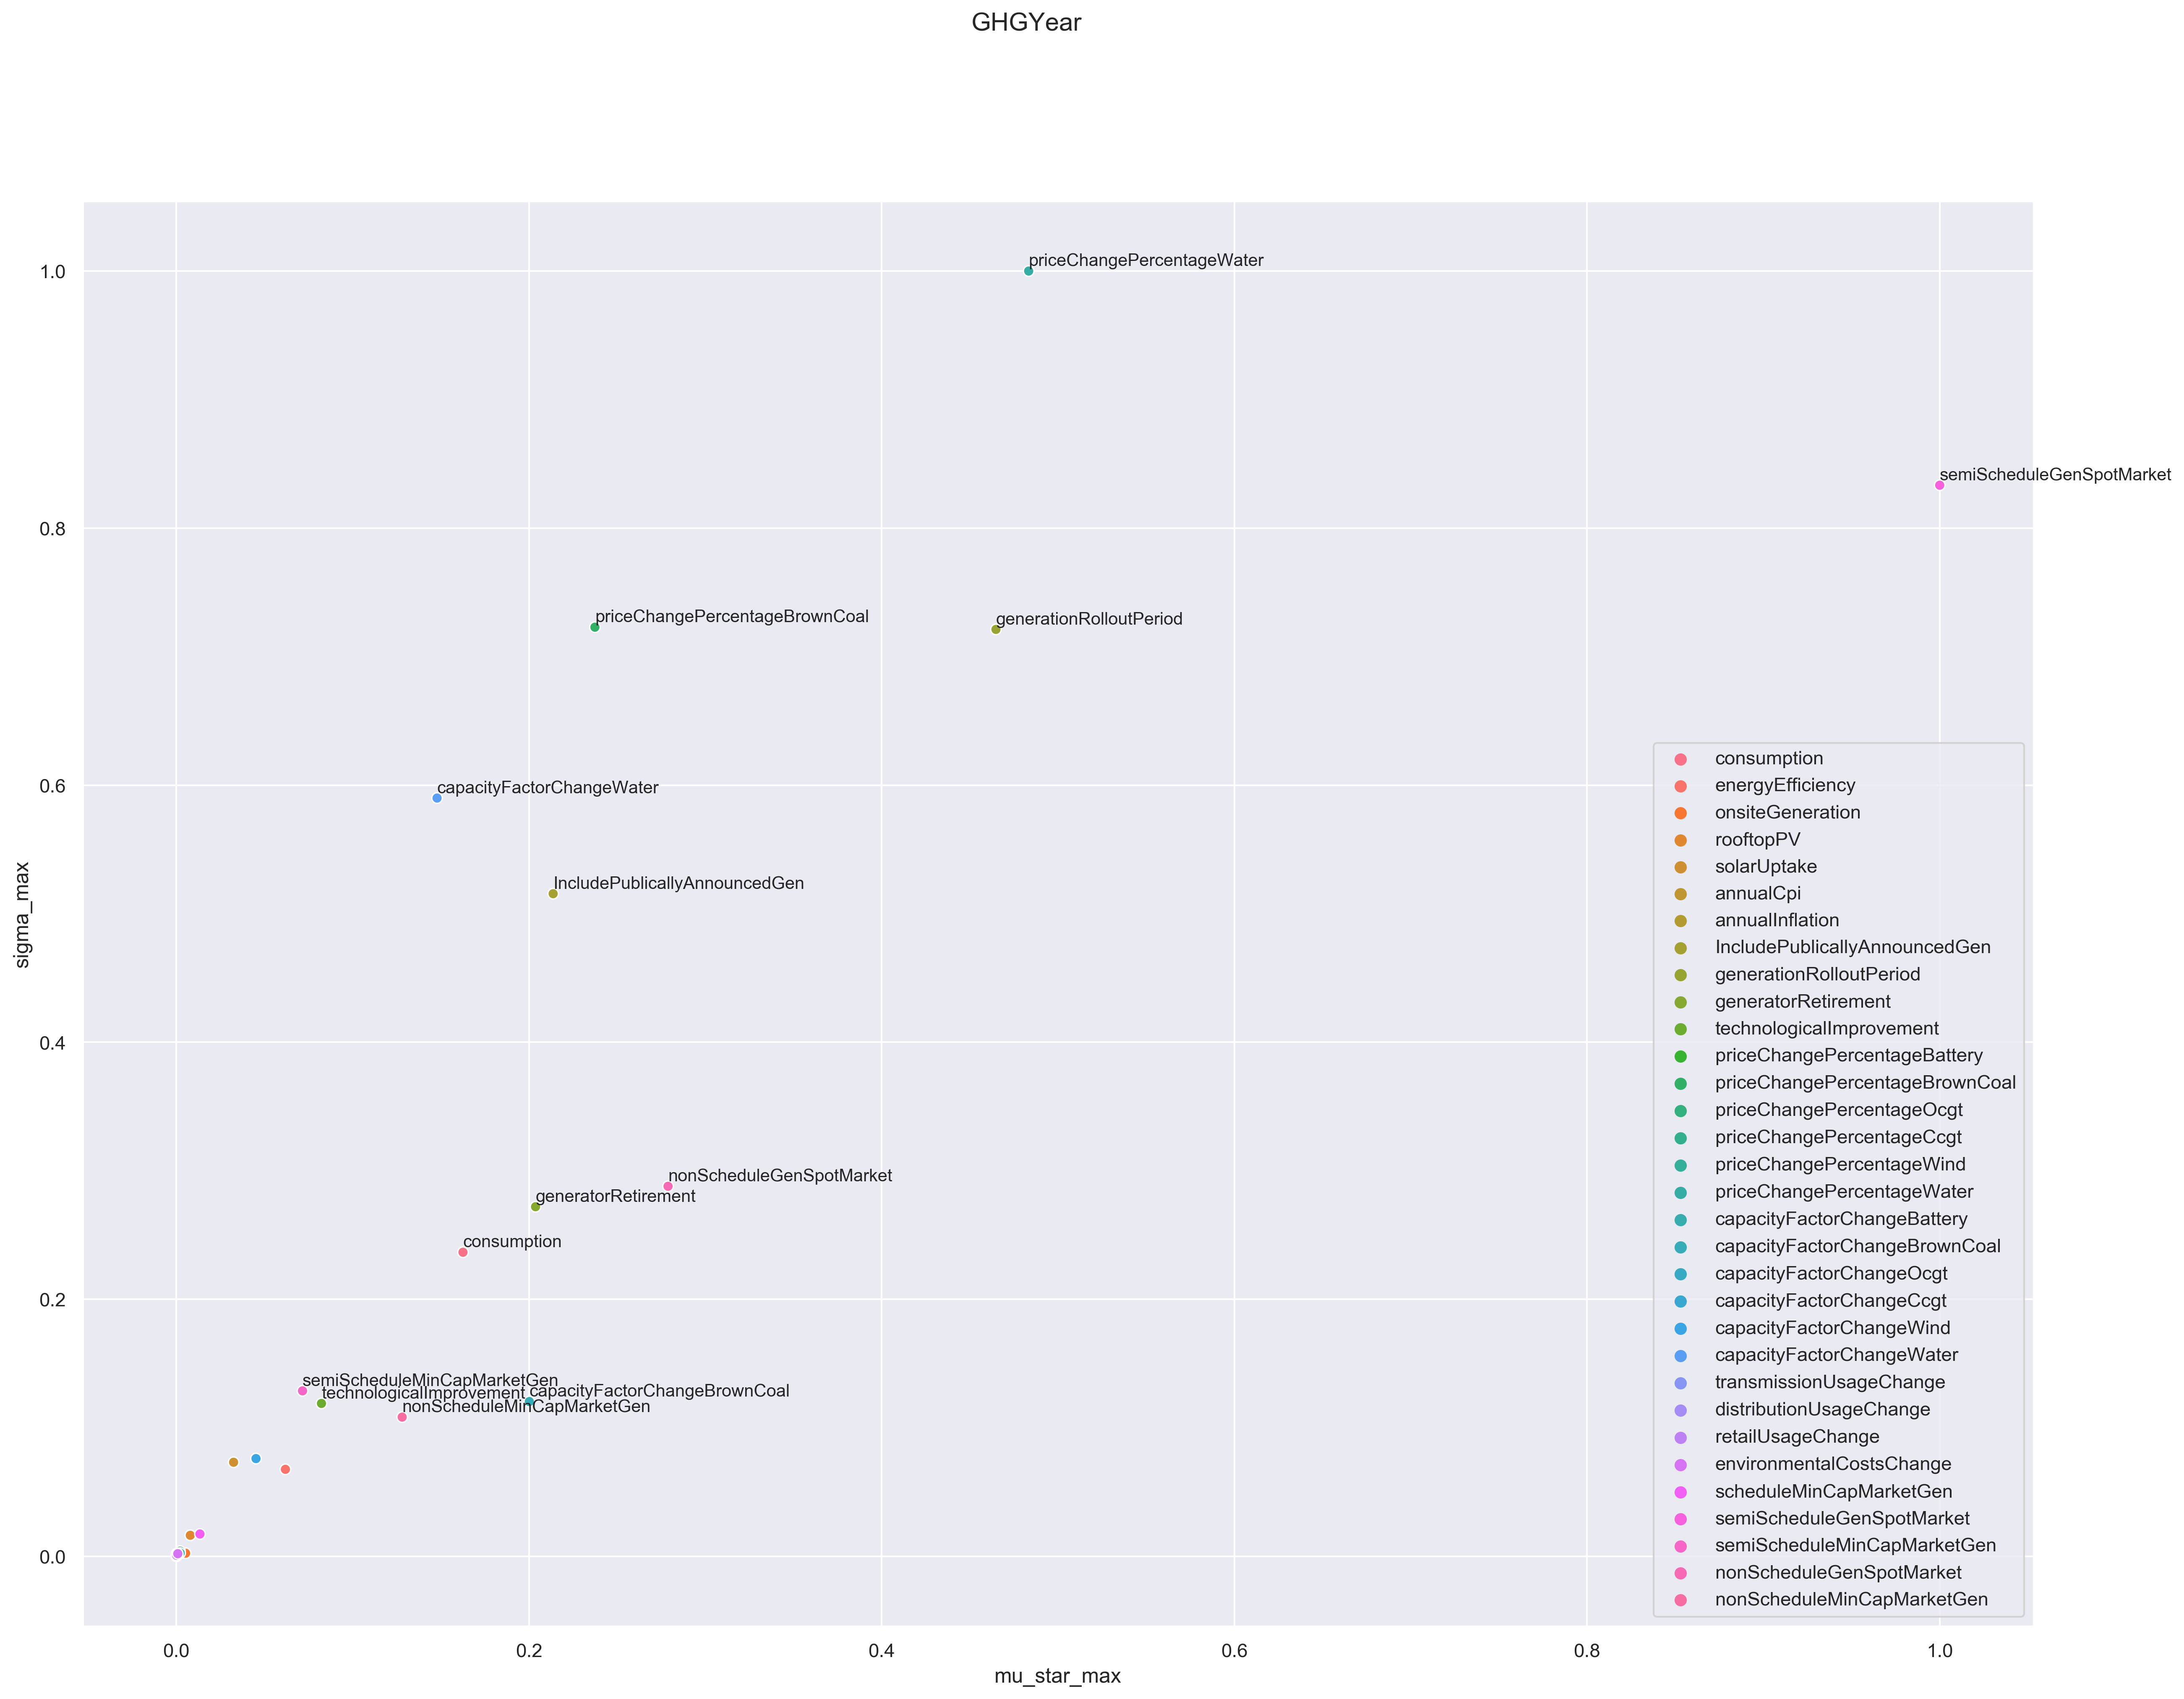 GHGYear
priceChangePercentageWater
1.0
semiScheduleGenSpotMarket
0.8
priceChangePercentageBrownCoal
generationRolloutPeriod
capacityFactorChangeWater
0.6
IncludePublicallyAnnouncedGen
sigma_max
0.4
nonScheduleGenSpotMarket
generatorRetirement
consumption
0.2
semiScheduleMinCapMarketGen
technologicalImprovement
capacityFactorChangeBrownCoal
nonScheduleMinCapMarketGen
0.0
consumption
energyEfficiency
onsiteGeneration
rooftopPV
solarUptake
annualCpi
annualInflation
IncludePublicallyAnnouncedGen
generationRolloutPeriod
generatorRetirement
technologicalImprovement
priceChangePercentageBattery
priceChangePercentageBrownCoal
priceChangePercentageOcgt
priceChangePercentageCcgt
priceChangePercentageWind
priceChangePercentageWater
capacityFactorChangeBattery
capacityFactorChangeBrownCoal
capacityFactorChangeOcgt
capacityFactorChangeCcgt
capacityFactorChangeWind
capacityFactorChangeWater
transmissionUsageChange
distributionUsageChange
retailUsageChange
environmentalCostsChange
scheduleMinCapMarketGen
semiScheduleGenSpotMarket
semiScheduleMinCapMarketGen
nonScheduleGenSpotMarket
nonScheduleMinCapMarketGen
0.0 0.2 0.4 0.6 0.8 1.0
mu_star_max